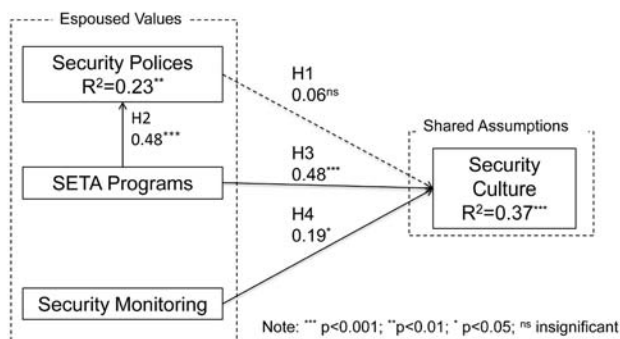 Espoused Values
Security Polices
R²=0.23**
H2
0.48***
SETA Programs
Security Monitoring
H1
0.06ⁿˢ
H3
0.48***
H4
0.19*
Shared Assumptions
Security
Culture
R²=0.37***
Note: *** p<0.001; **p<0.01; * p<0.05; ⁿˢ insignificant